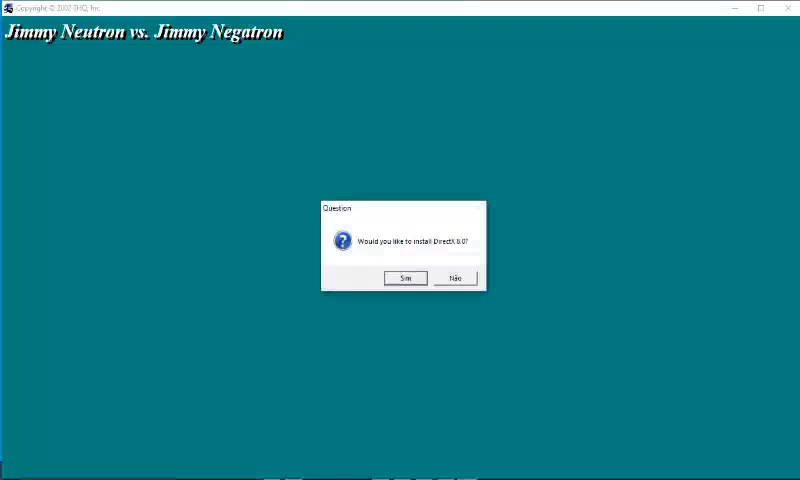 Copyright © 2002 THQ, Inc.
Jimmy Neutron vs. Jimmy Negatron
Question
Would you like to install DirectX 8.0?
Sim
Não